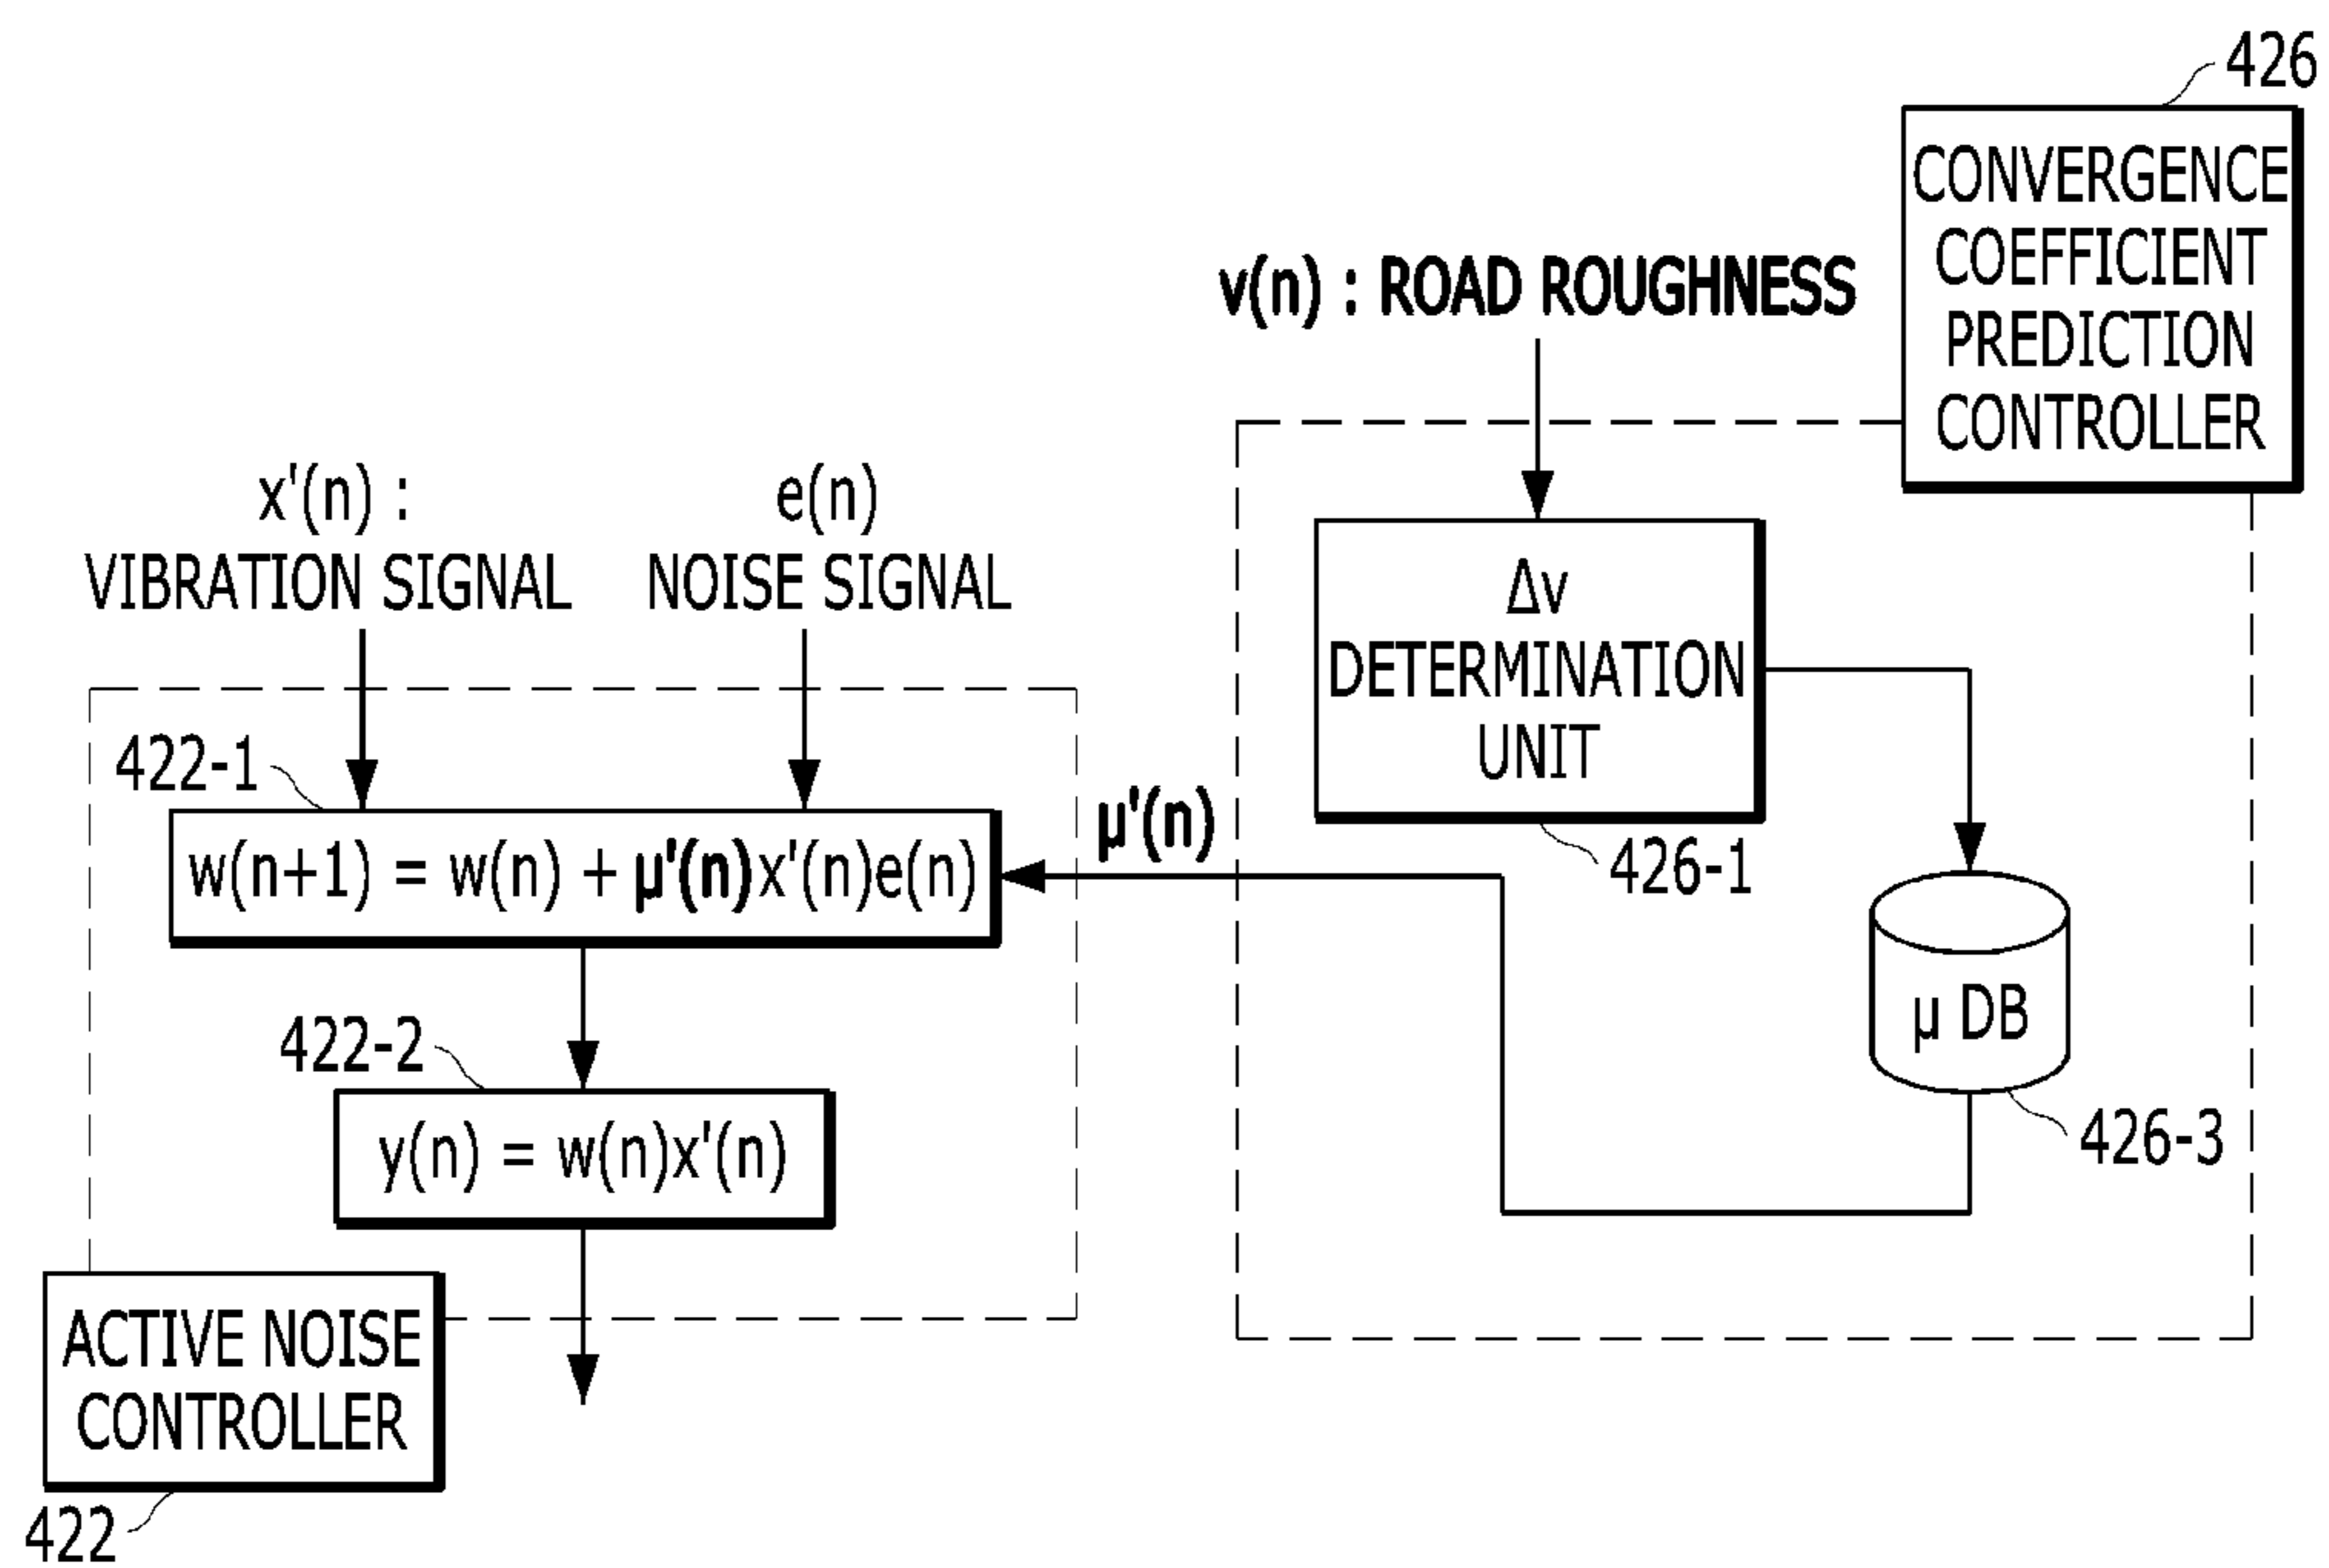 426
CONVERGENCE
COEFFICIENT
PREDICTION
CONTROLLER
v(n) : ROAD ROUGHNESS
x'(n) :
VIBRATION SIGNAL
e(n)
NOISE SIGNAL
Δv
DETERMINATION
UNIT
426-1
422-1
μ'(n)
w(n+1) = w(n) + μ'(n)x'(n)e(n)
μ DB
426-3
422-2
y(n) = w(n)x'(n)
ACTIVE NOISE
CONTROLLER
422